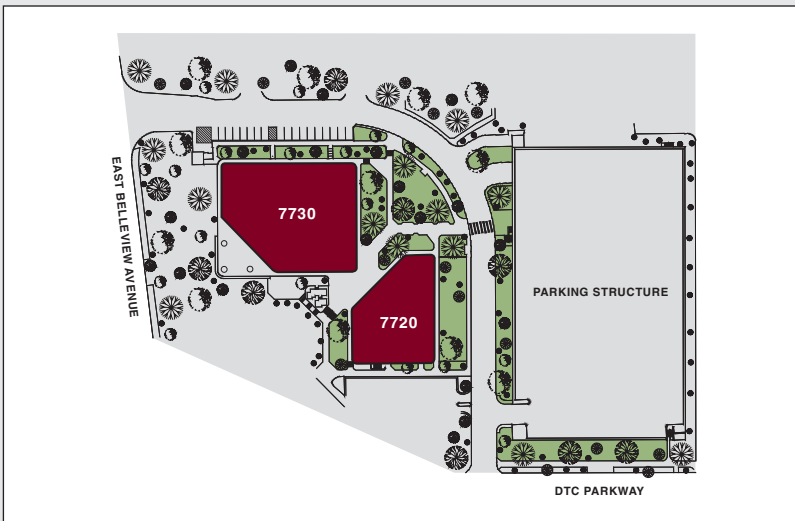 7730
EAST BELLEVIEW AVENUE
PARKING STRUCTURE
7720
DTC PARKWAY